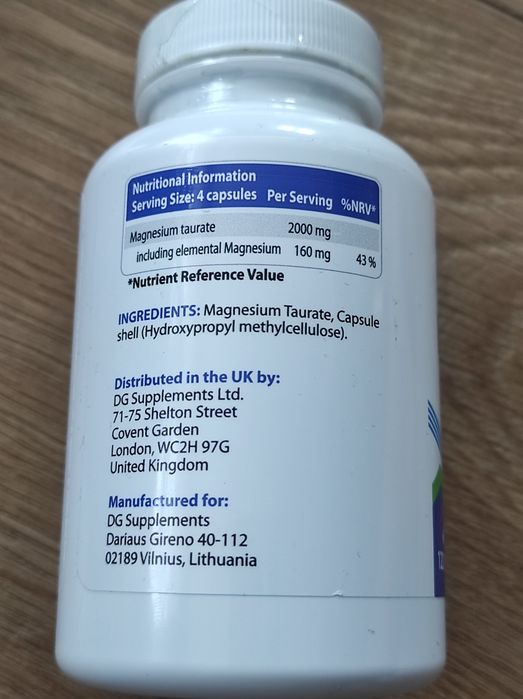 Nutritional Information
Serving Size: 4 capsules Per Serving %NRV*
Magnesium taurate 2000 mg
including elemental Magnesium 160 mg 43 %
*Nutrient Reference Value
INGREDIENTS: Magnesium Taurate, Capsule
shell (Hydroxypropyl methylcellulose).
Distributed in the UK by:
DG Supplements Ltd.
71-75 Shelton Street
Covent Garden
London, WC2H 97G
United Kingdom
Manufactured for:
DG Supplements
Dariaus Gireno 40-112
02189 Vilnius, Lithuania